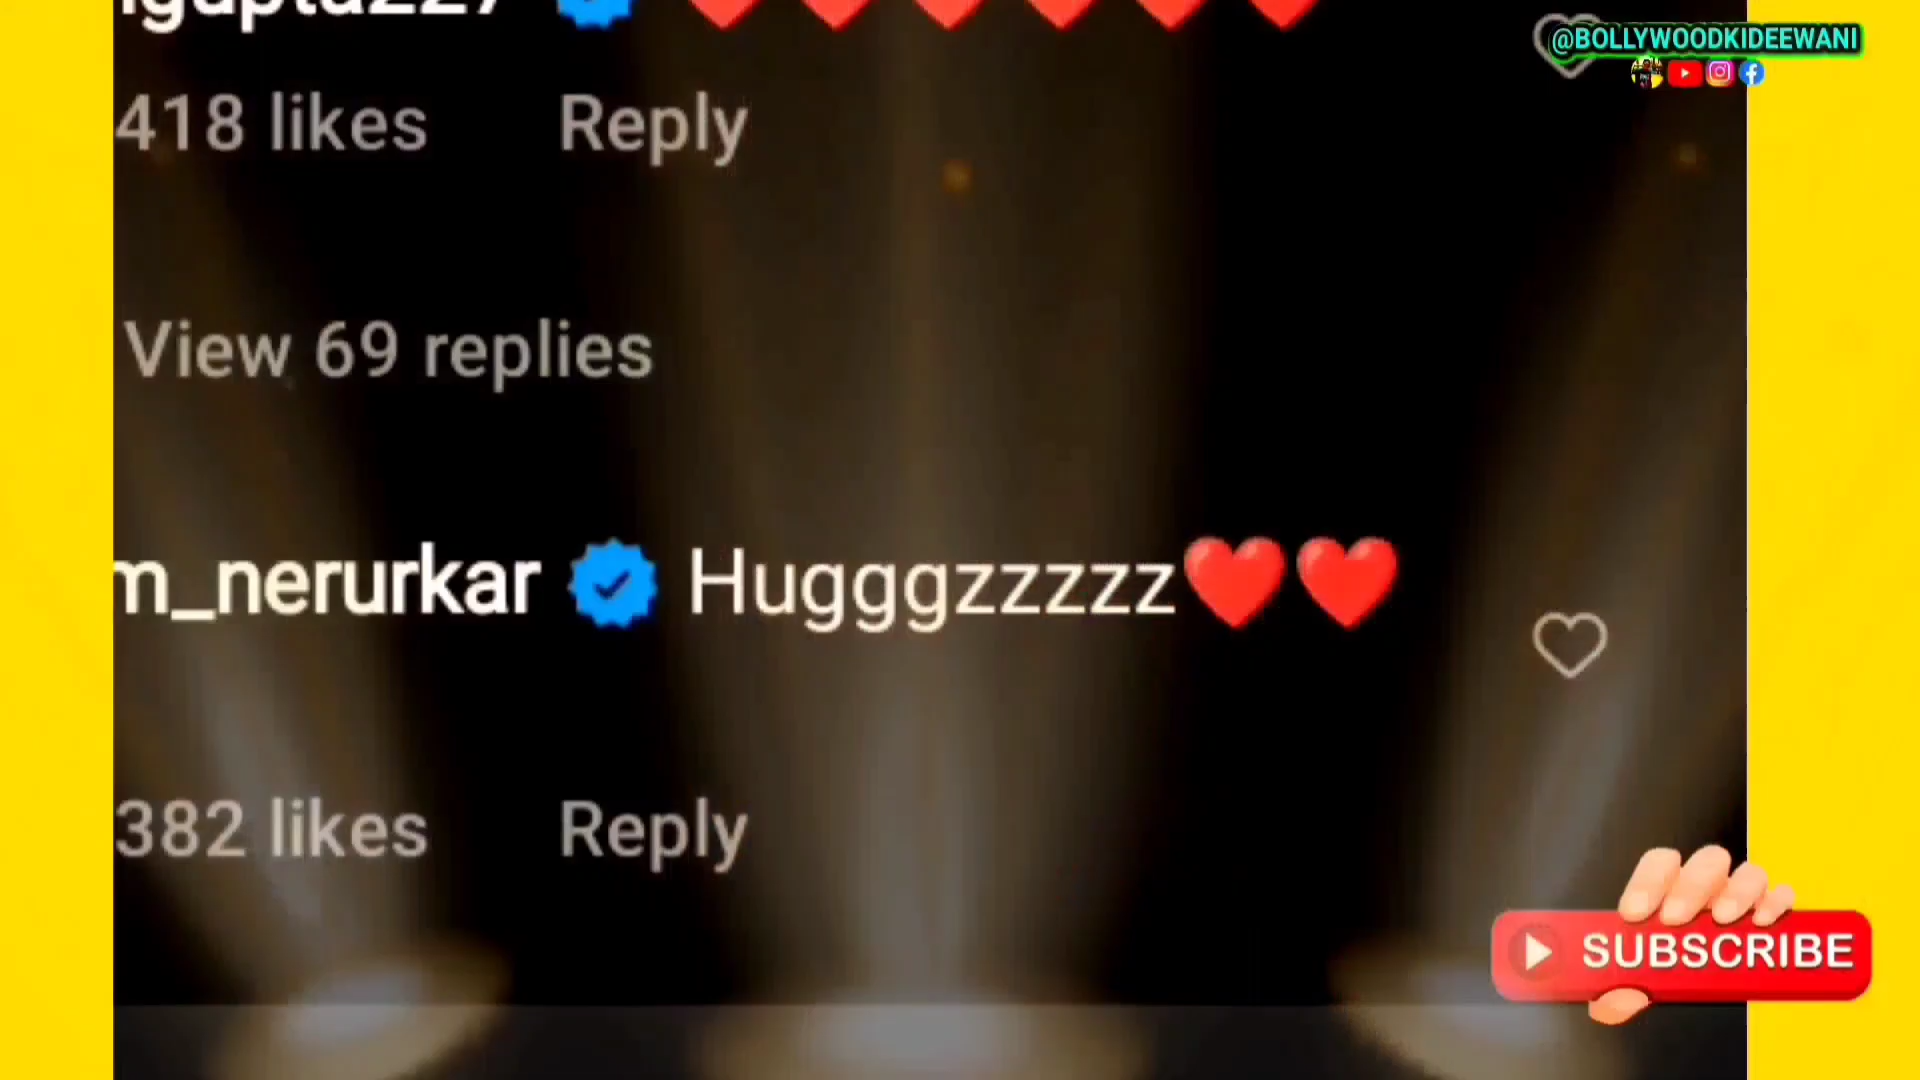 @BOLLYWOODKIDEEWANI
418 likes Reply
View 69 replies
m_nerurkar Hugggzzzzz❤️❤️
382 likes Reply
SUBSCRIBE